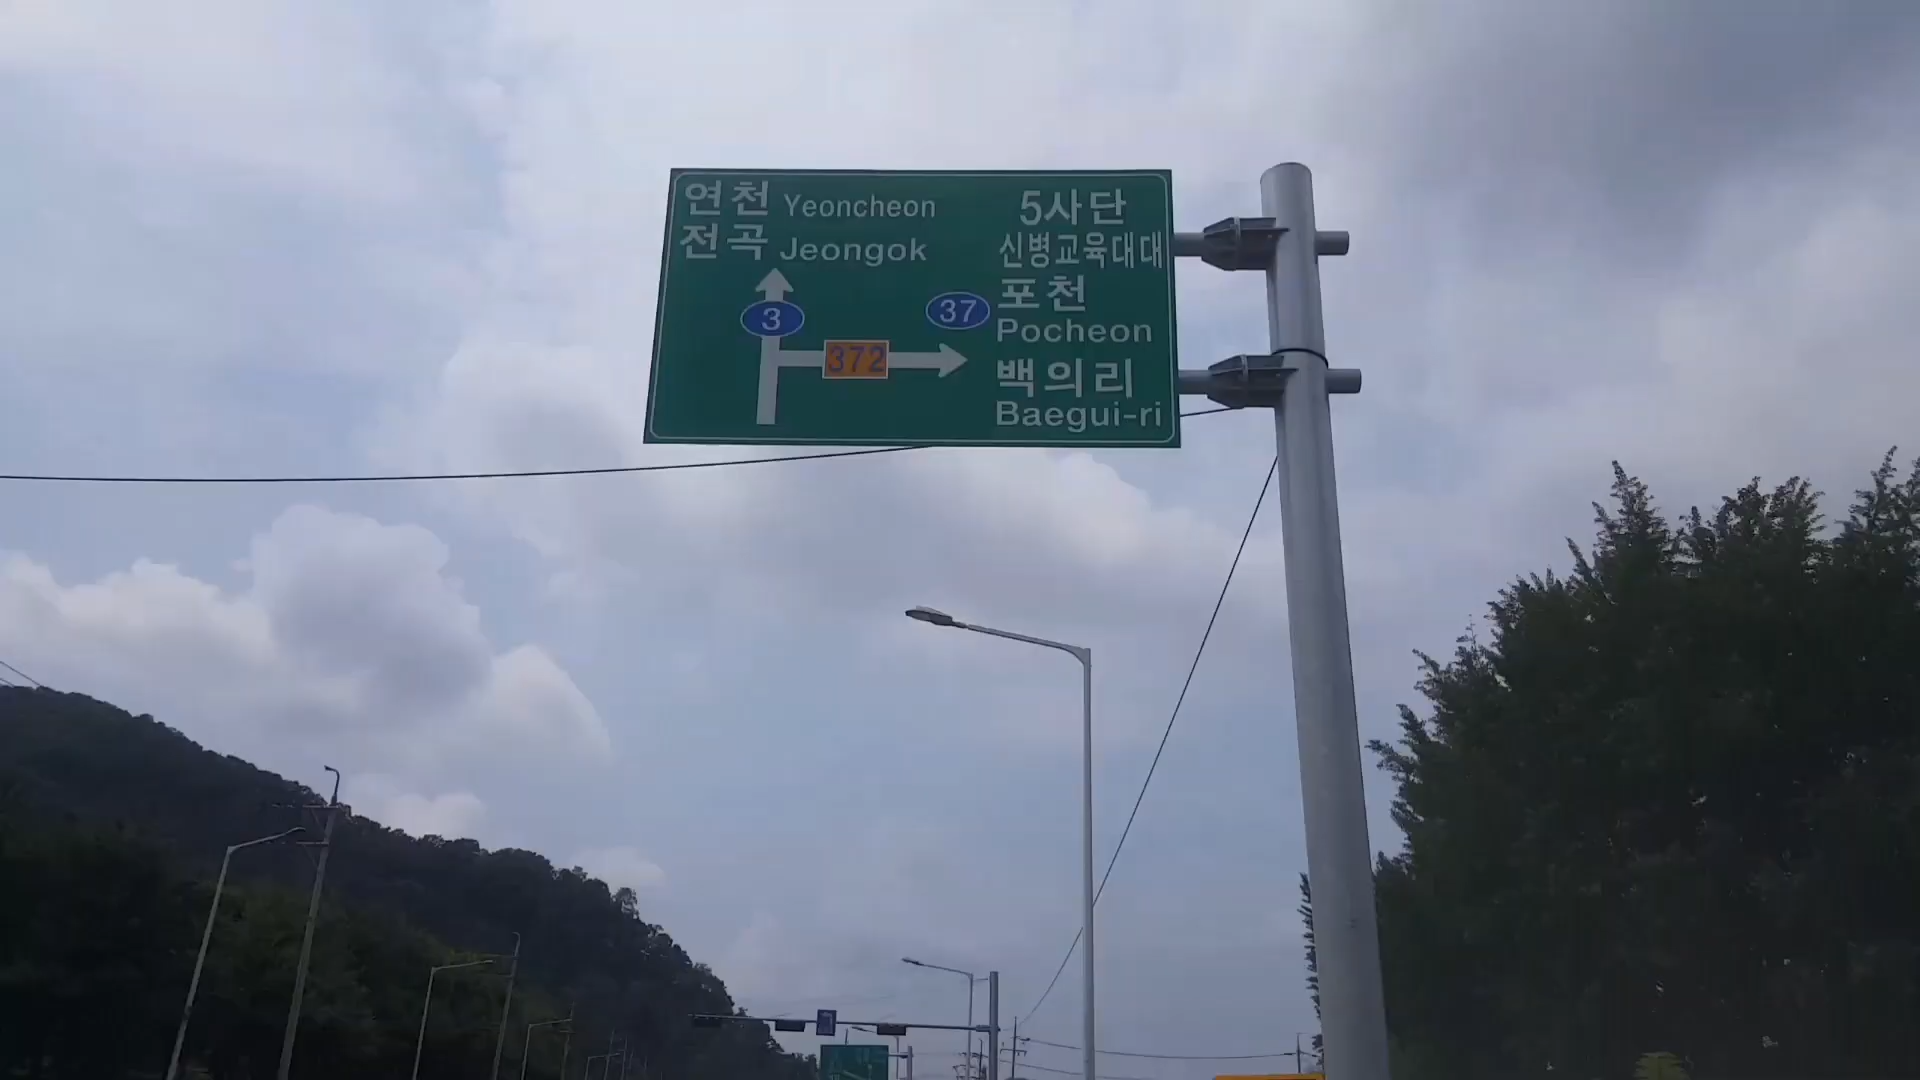 연천 Yeoncheon
전곡 Jeongok
3
372
5사단
신병교육대대
37 포천
Pocheon
백의리
Baegui-ri